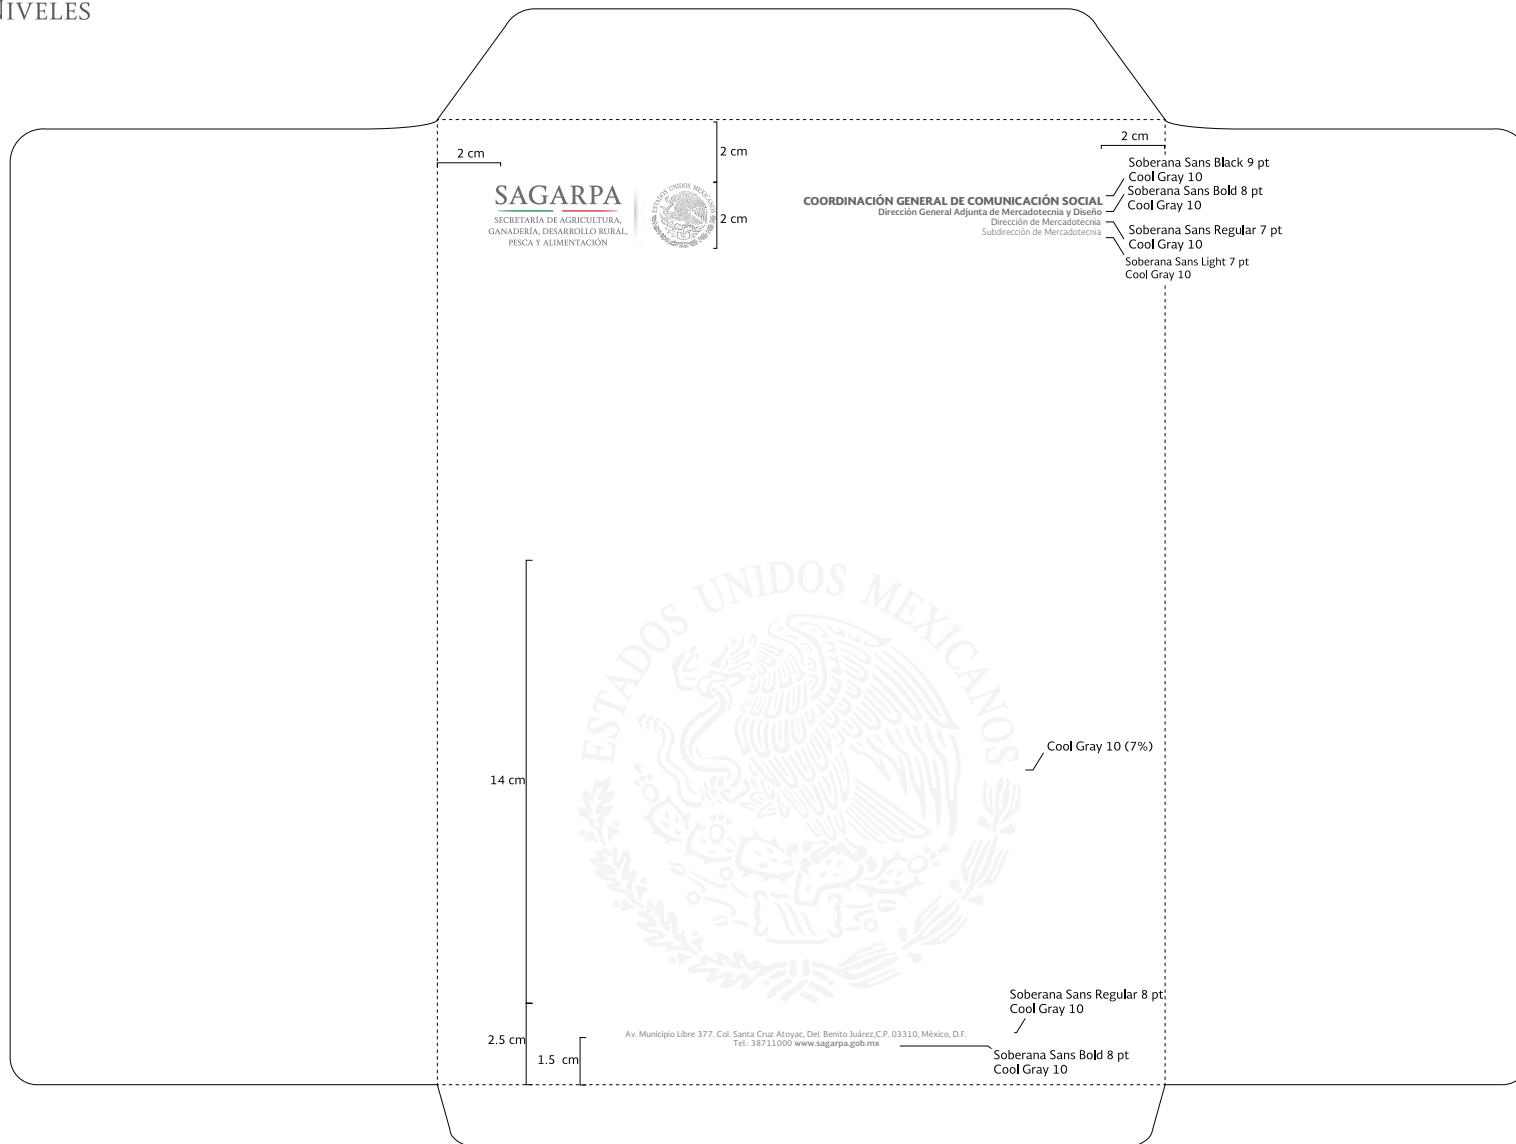 NIVELES
2 cm
2 cm
2 cm
2 cm
SAGARPA
SECRETARÍA DE AGRICULTURA,
GANADERÍA, DESARROLLO RURAL,
PESCA Y ALIMENTACIÓN
ESTADOS UNIDOS MEXICANOS
COORDINACIÓN GENERAL DE COMUNICACIÓN SOCIAL
Dirección General Adjunta de Mercadotecnia y Diseño
Dirección de Mercadotecnia
Subdirección de Mercadotecnia
Soberana Sans Black 9 pt
Cool Gray 10
Soberana Sans Bold 8 pt
Cool Gray 10
Soberana Sans Regular 7 pt
Cool Gray 10
Soberana Sans Light 7 pt
Cool Gray 10
ESTADOS UNIDOS MEXICANOS
Cool Gray 10 (7%)
14 cm
Soberana Sans Regular 8 pt
Cool Gray 10
2.5 cm
1.5 cm
Av. Municipio Libre 377. Col. Santa Cruz Atoyac, Del. Benito Juárez,C.P. 03310, México, D.F.
Tel.: 38711000 www.sagarpa.gob.mx
Soberana Sans Bold 8 pt
Cool Gray 10